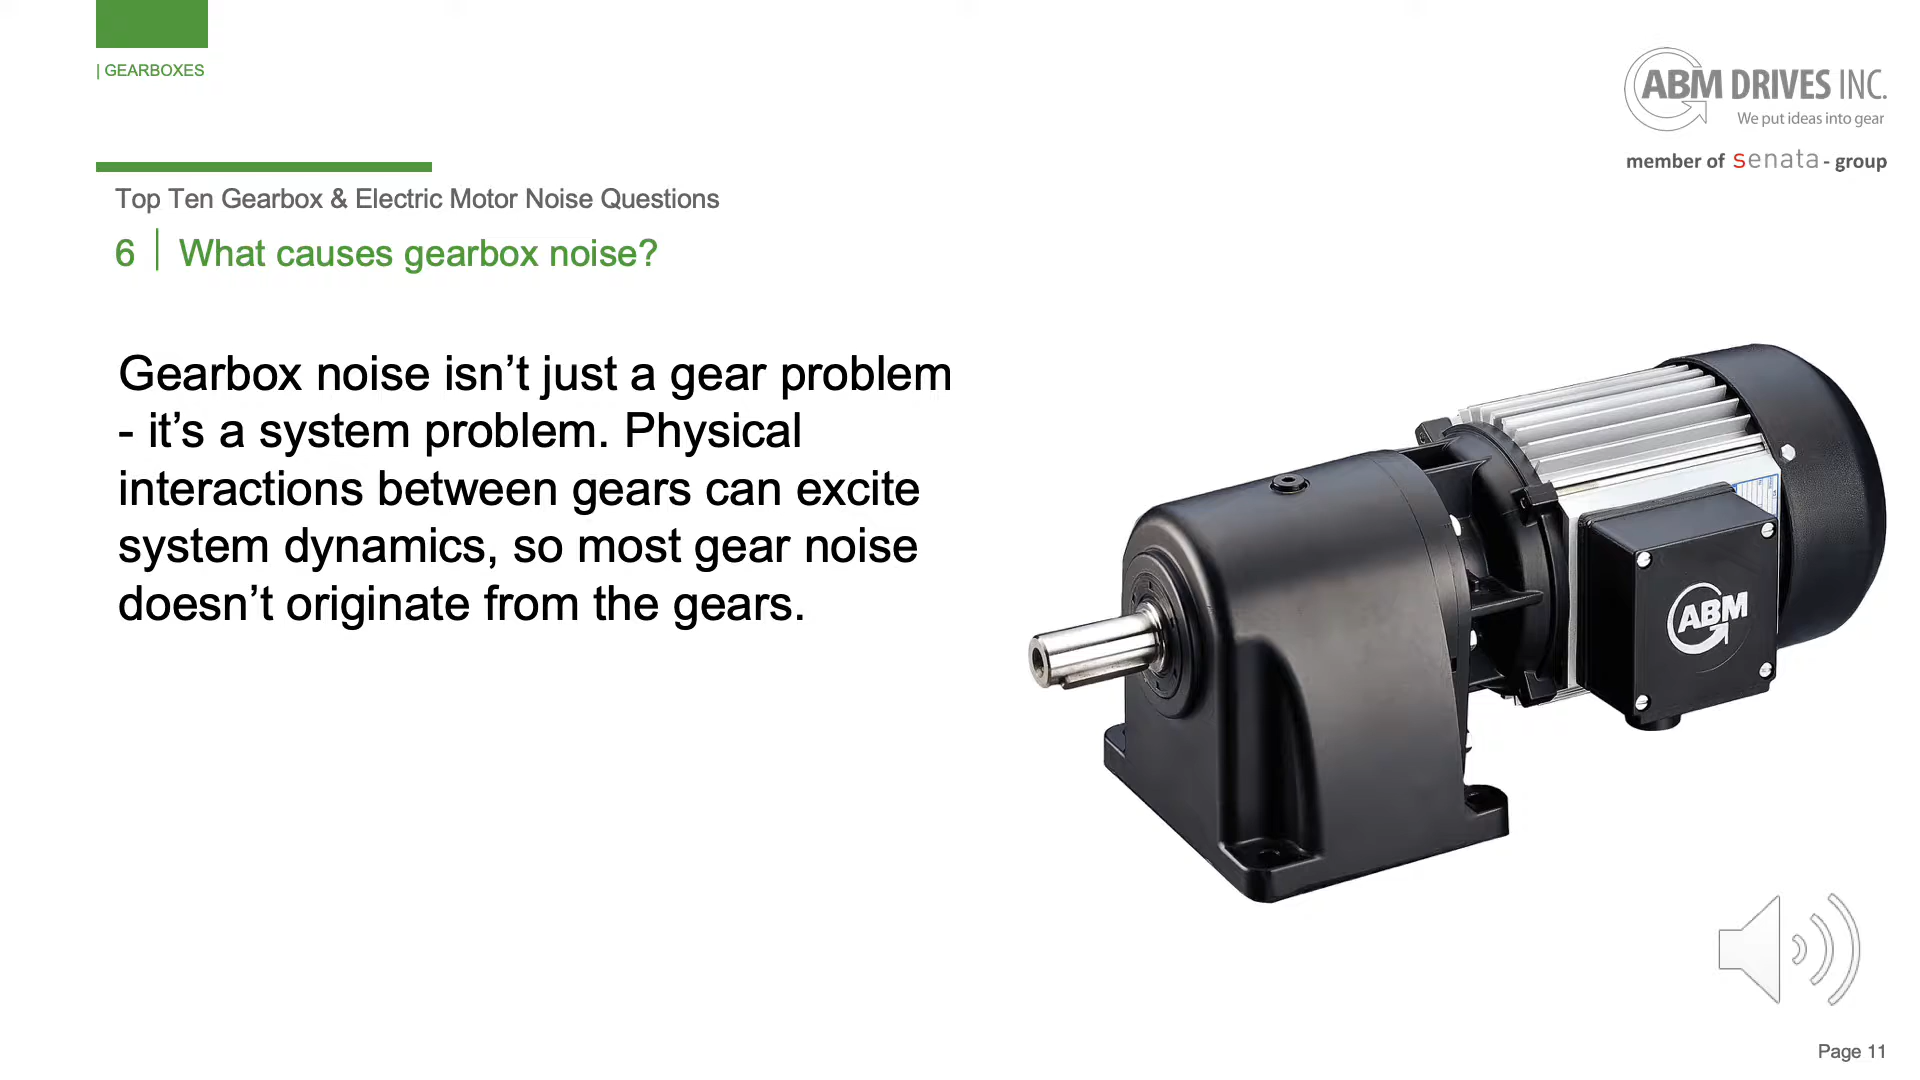 | GEARBOXES
ABM DRIVES INC.
We put ideas into gear
member of senata - group
Top Ten Gearbox & Electric Motor Noise Questions
6 | What causes gearbox noise?
Gearbox noise isn’t just a gear problem
- it’s a system problem. Physical
interactions between gears can excite
system dynamics, so most gear noise
doesn’t originate from the gears.
ABM
Page 11